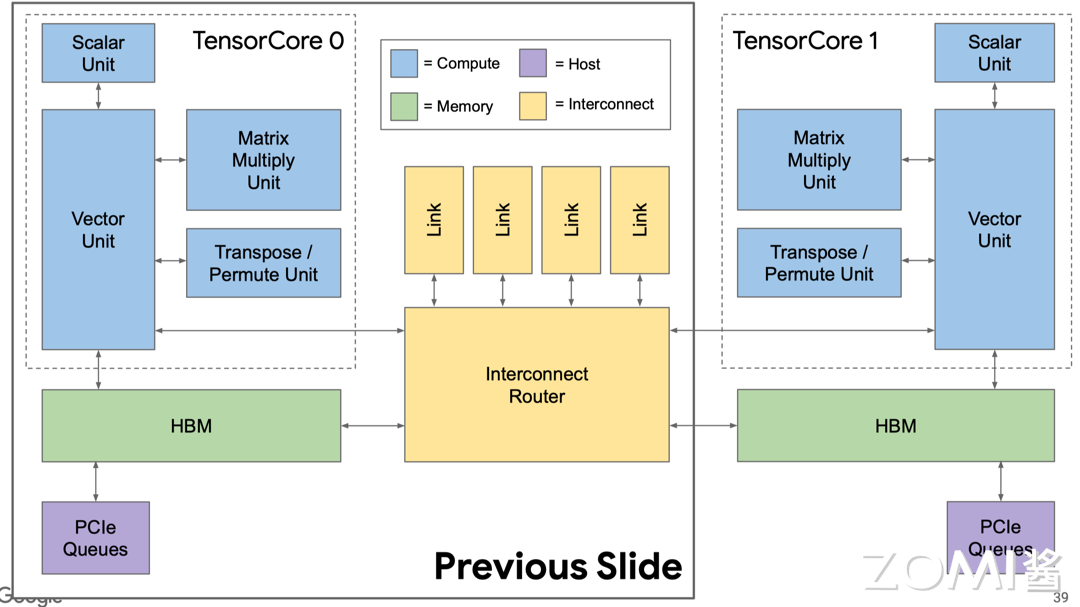 TensorCore 0
Scalar
Unit
Vector
Unit
Matrix
Multiply
Unit
Transpose /
Permute Unit
HBM
PCIe
Queues
= Compute
= Host
= Memory
= Interconnect
Link
Link
Link
Link
Interconnect
Router
Previous Slide
TensorCore 1
Scalar
Unit
Matrix
Multiply
Unit
Vector
Unit
Transpose /
Permute Unit
HBM
PCIe
Queues
ZOMI酱
Google
39